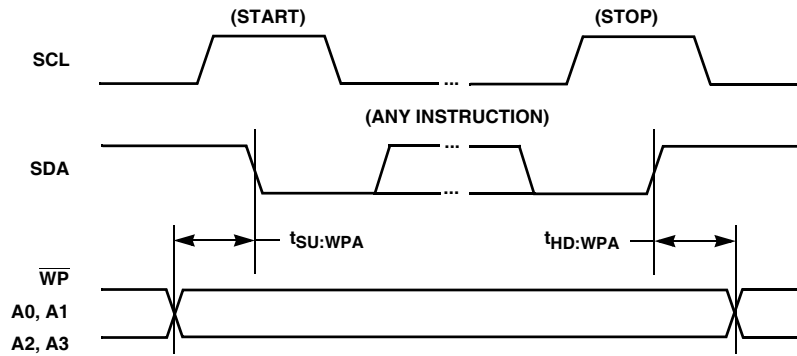 (START)
(STOP)
SCL
...
(ANY INSTRUCTION)
SDA
...
...
tSU:WPA
tHD:WPA
WP
A0, A1
A2, A3